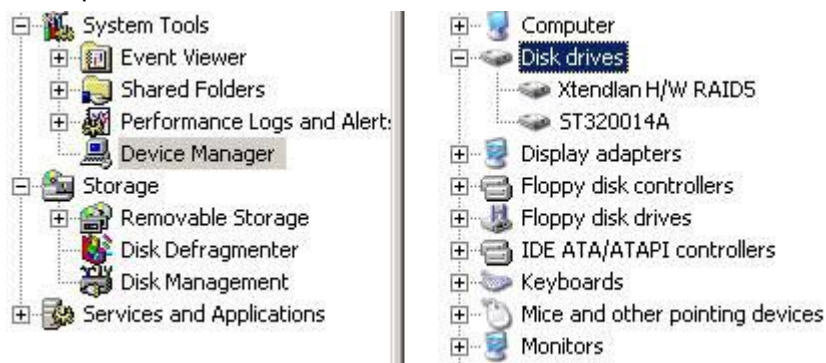 System Tools
Event Viewer
Shared Folders
Performance Logs and Alert
Device Manager
Storage
Removable Storage
Disk Defragmenter
Disk Management
Services and Applications
Computer
Disk drives
Xtendlan H/W RAID5
ST320014A
Display adapters
Floppy disk controllers
Floppy disk drives
IDE ATA/ATAPI controllers
Keyboards
Mice and other pointing devices
Monitors